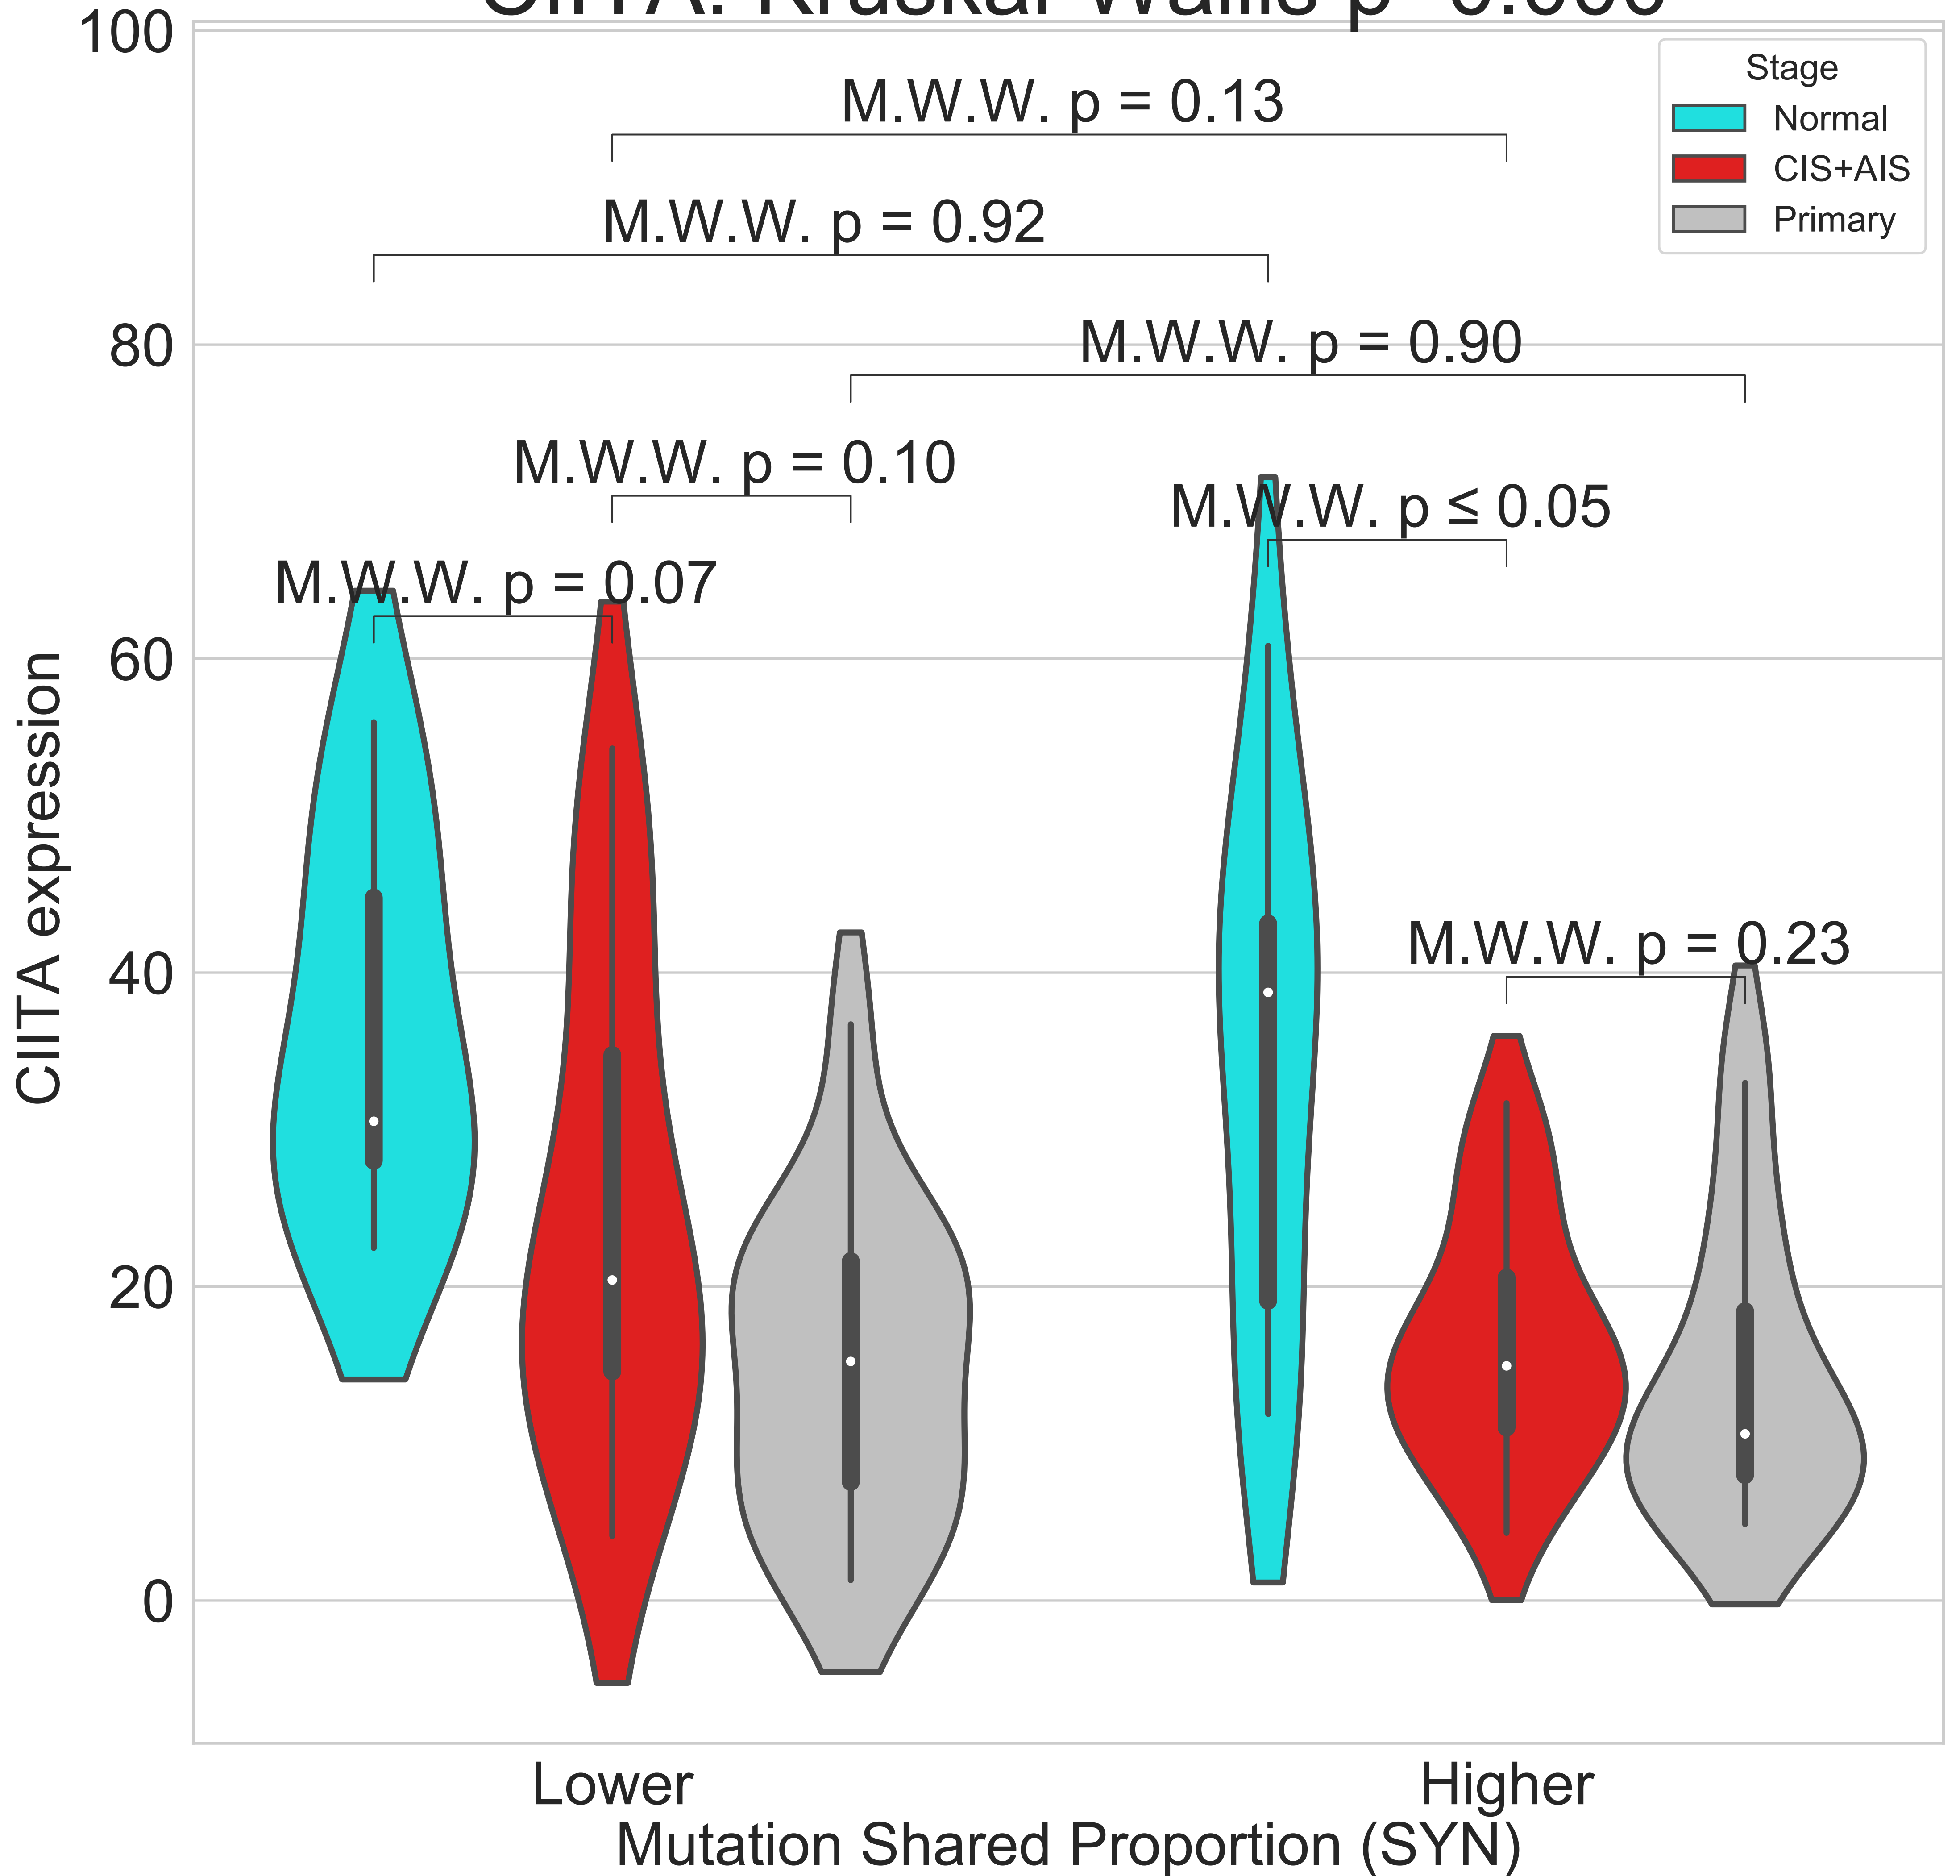 100
80
60
40
20
0
CIITA expression
M.W.W. p = 0.13
M.W.W. p = 0.92
M.W.W. p = 0.90
M.W.W. p = 0.10
M.W.W. p ≤ 0.05
M.W.W. p = 0.07
M.W.W. p = 0.23
Stage
Normal
CIS+AIS
Primary
Lower
Higher
Mutation Shared Proportion (SYN)